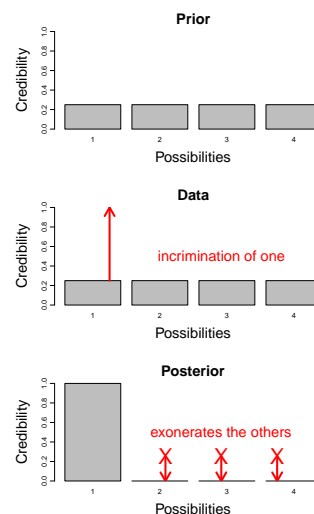 Prior
Credibility
0.0 0.2 0.4 0.6 0.8 1.0
1 2 3 4
Possibilities
Data
Credibility
0.0 0.2 0.4 0.6 0.8 1.0
incrimination of one
1 2 3 4
Possibilities
Posterior
Credibility
0.0 0.2 0.4 0.6 0.8 1.0
exonerates the others
X X X
1 2 3 4
Possibilities